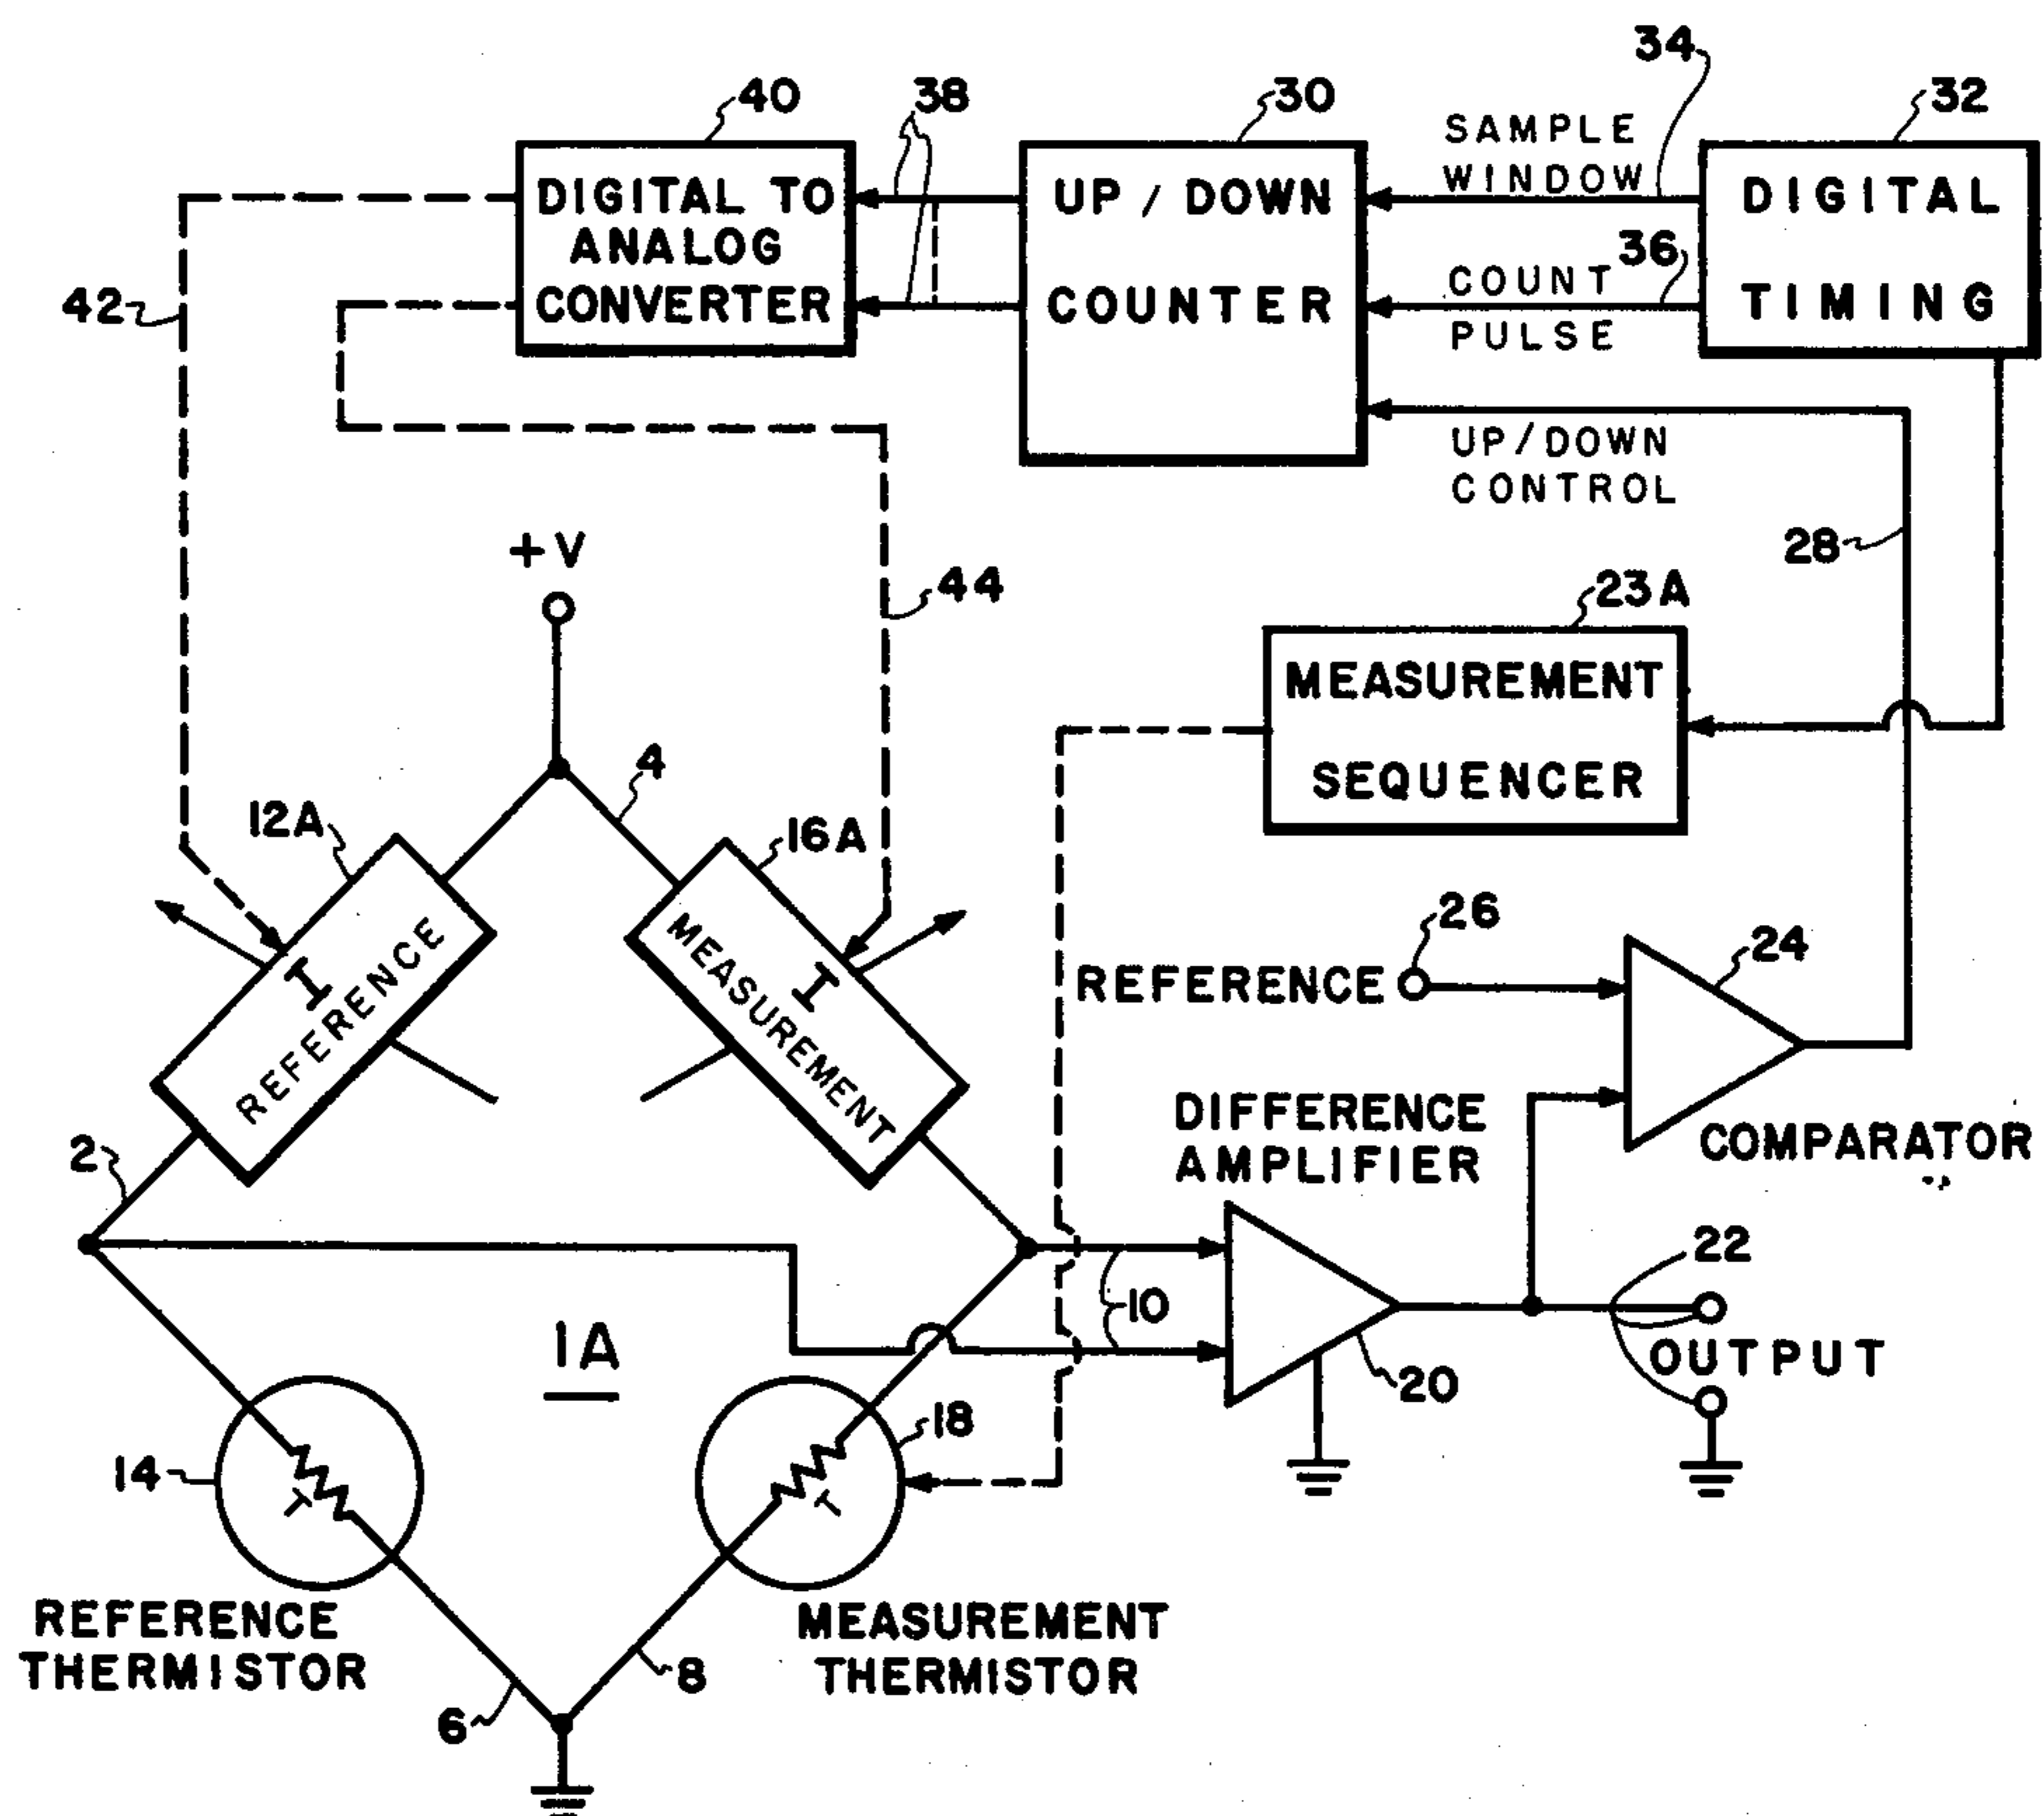 34
40
38
30
32
SAMPLE
WINDOW
DIGITAL TO
ANALOG
CONVERTER
UP / DOWN
COUNTER
DIGITAL
TIMING
36
COUNT
PULSE
42
UP/DOWN
CONTROL
28
+V
44
23A
MEASUREMENT
SEQUENCER
4
12A
16A
I
REFERENCE
I
MEASUREMENT
26
REFERENCE
24
COMPARATOR
DIFFERENCE
AMPLIFIER
2
22
10
OUTPUT
20
1A
14
T
18
T
REFERENCE
THERMISTOR
MEASUREMENT
THERMISTOR
6
8